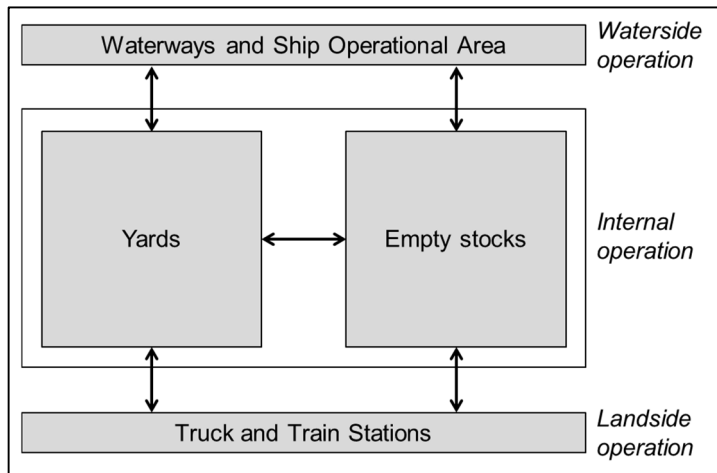 Waterways and Ship Operational Area
Waterside
operation
Yards
Empty stocks
Internal
operation
Truck and Train Stations
Landside
operation